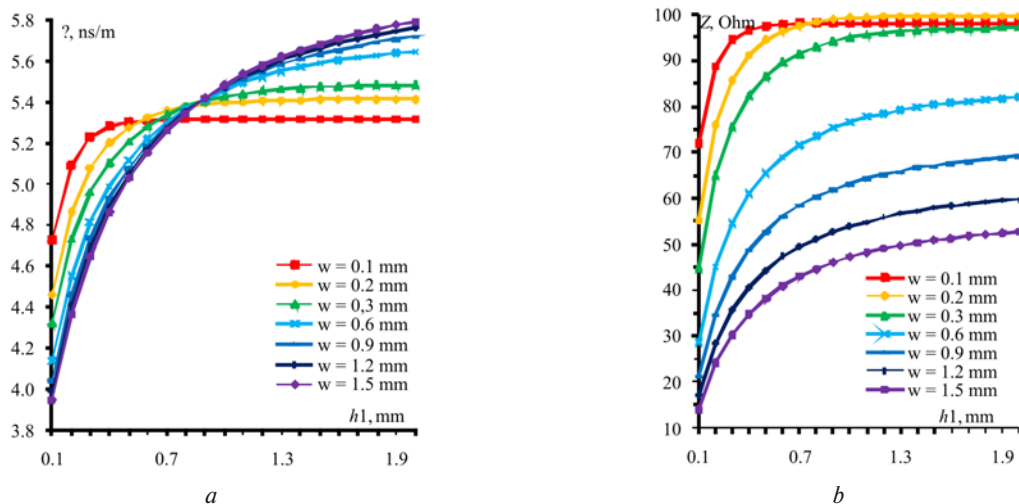 5.8
?, ns/m
5.6
5.4
5.2
5.0
4.8
4.6
4.4
4.2
4.0
3.8
w = 0.1 mm
w = 0.2 mm
w = 0,3 mm
w = 0.6 mm
w = 0.9 mm
w = 1.2 mm
w = 1.5 mm
h1, mm
0.1 0.7 1.3 1.9
a
100
Z, Ohm
90
80
70
60
50
40
30
20
10
w = 0.1 mm
w = 0.2 mm
w = 0.3 mm
w = 0.6 mm
w = 0.9 mm
w = 1.2 mm
w = 1.5 mm
h1, mm
0.1 0.7 1.3 1.9
b